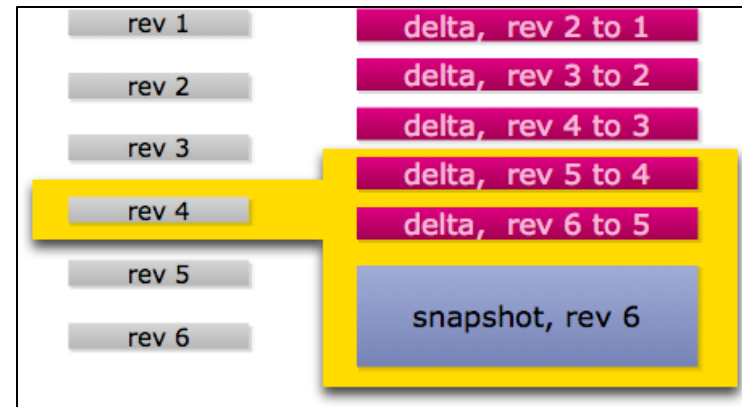 rev 1
rev 2
rev 3
rev 4
rev 5
rev 6
delta, rev 2 to 1
delta, rev 3 to 2
delta, rev 4 to 3
delta, rev 5 to 4
delta, rev 6 to 5
snapshot, rev 6